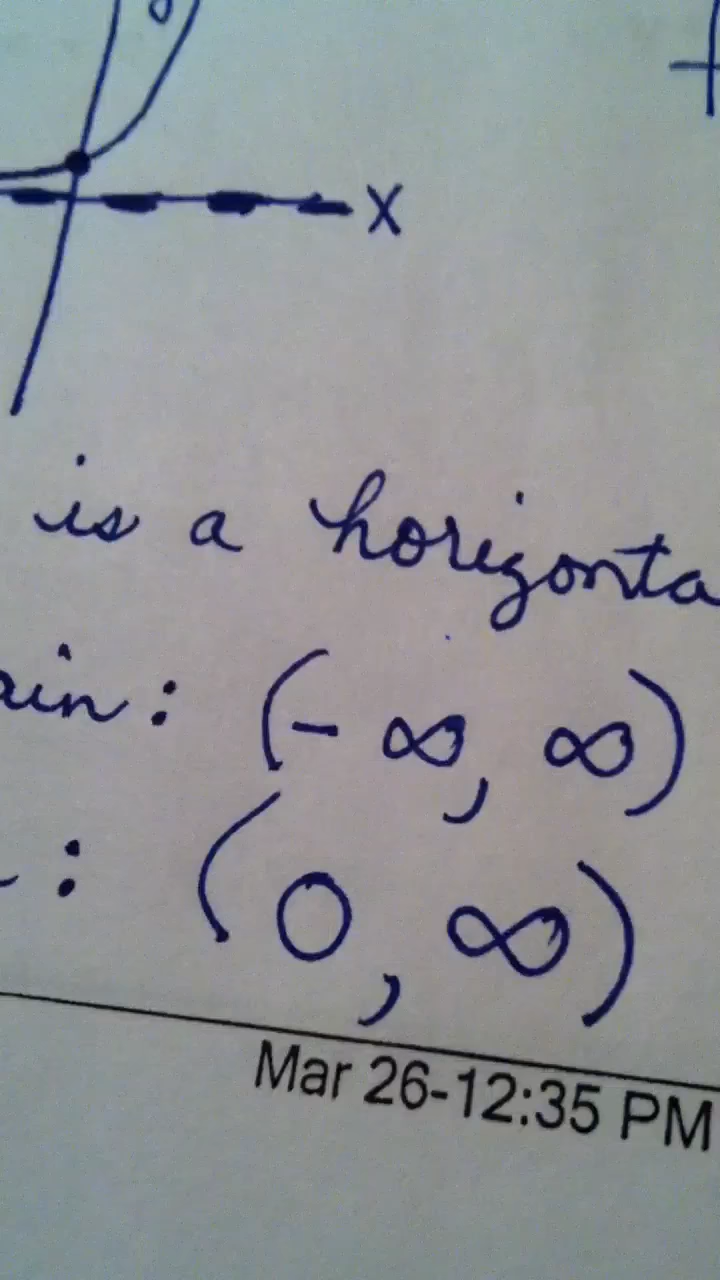 X
is a horizonta
ain: (- ∞, ∞)
: (0, ∞)
Mar 26-12:35 PM